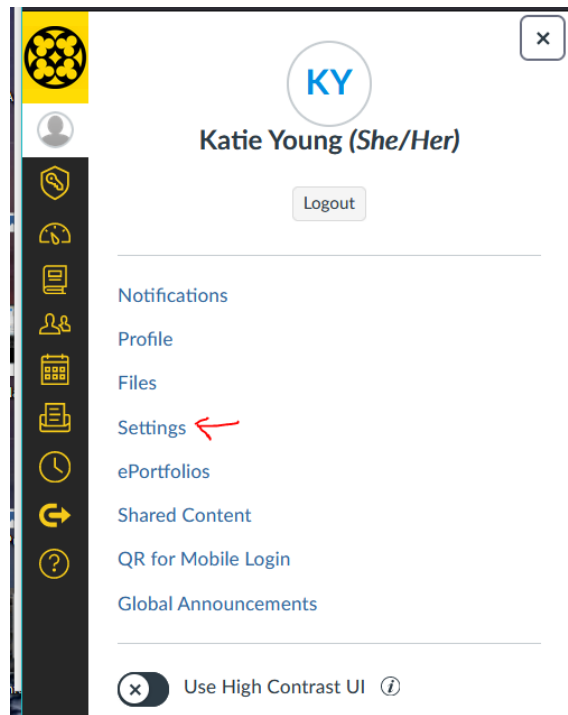 KY
Katie Young (She/Her)
Logout
Notifications
Profile
Files
Settings
ePortfolios
Shared Content
QR for Mobile Login
Global Announcements
Use High Contrast UI